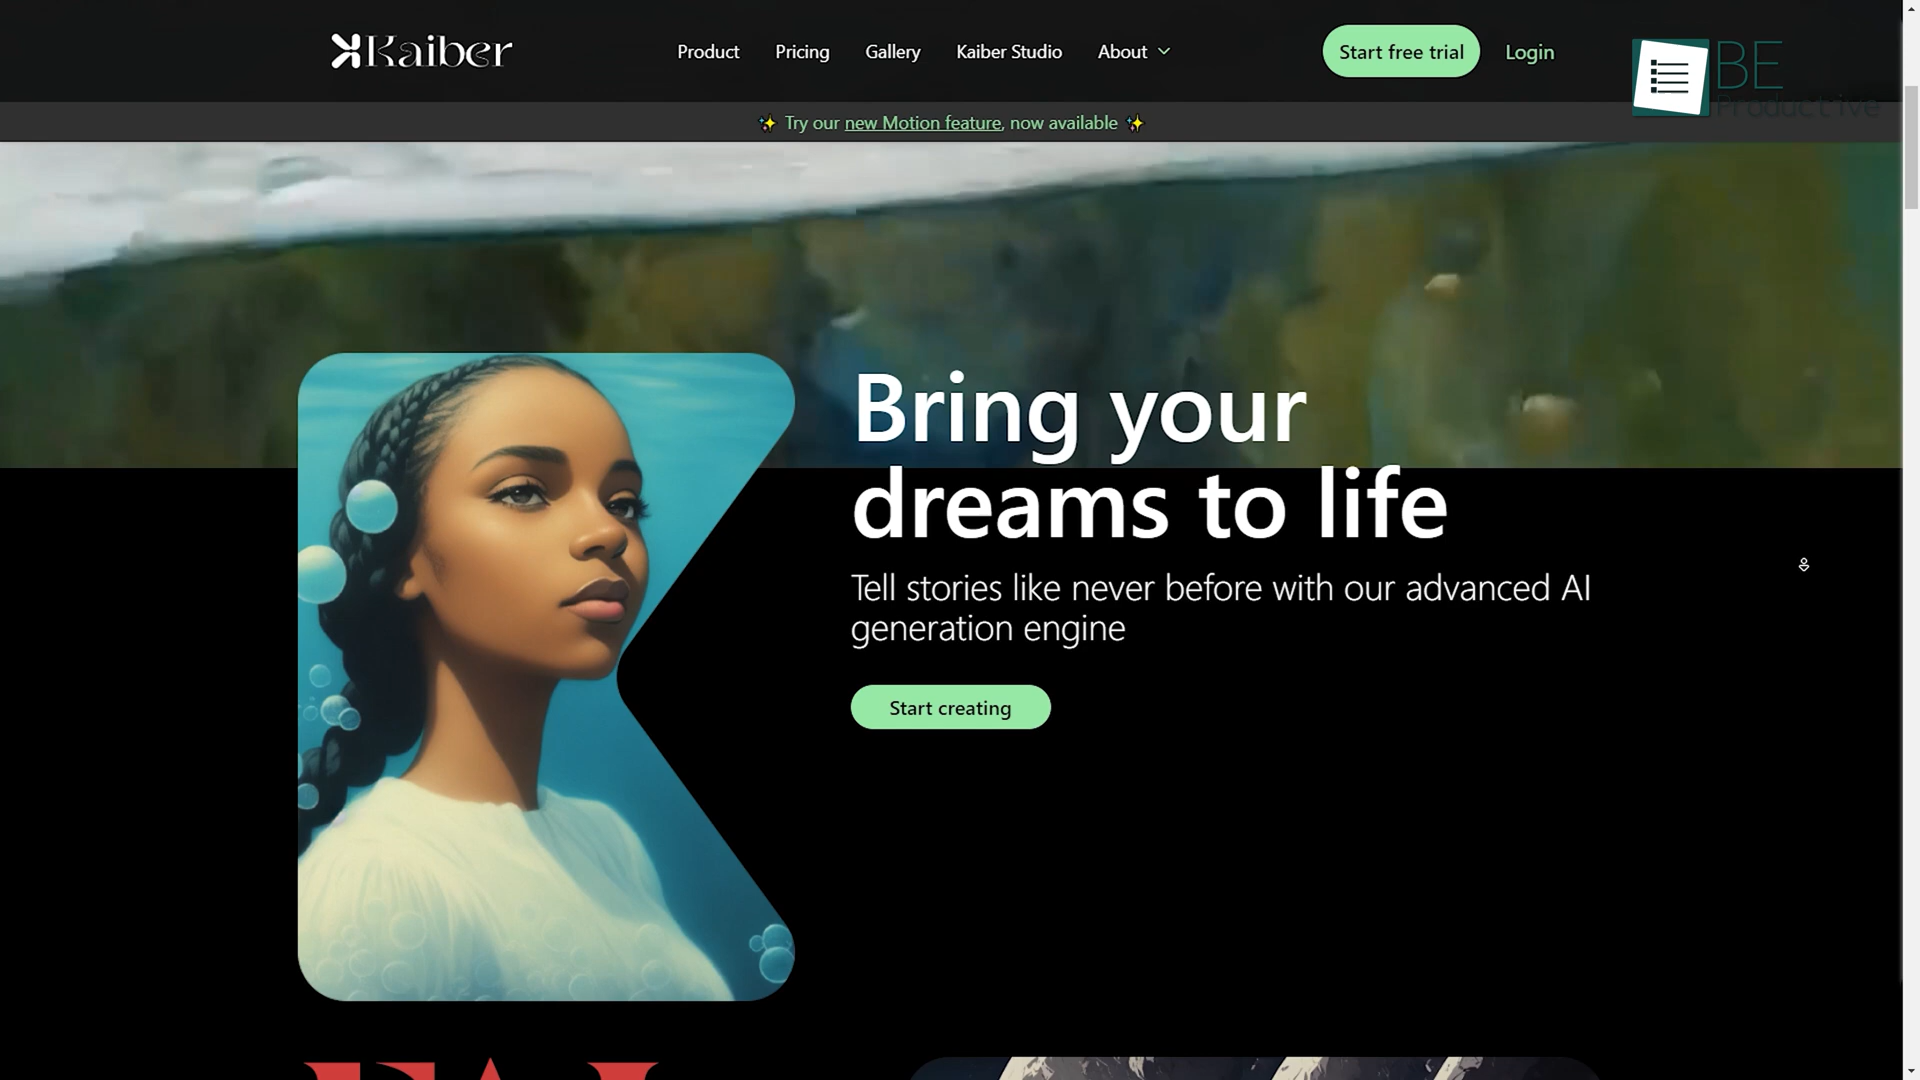 Kaiber
Product
Pricing
Gallery
Kaiber Studio
About
Start free trial
Login
BE
Productive
✨ Try our new Motion feature, now available ✨
Bring your
dreams to life
Tell stories like never before with our advanced AI
generation engine
Start creating